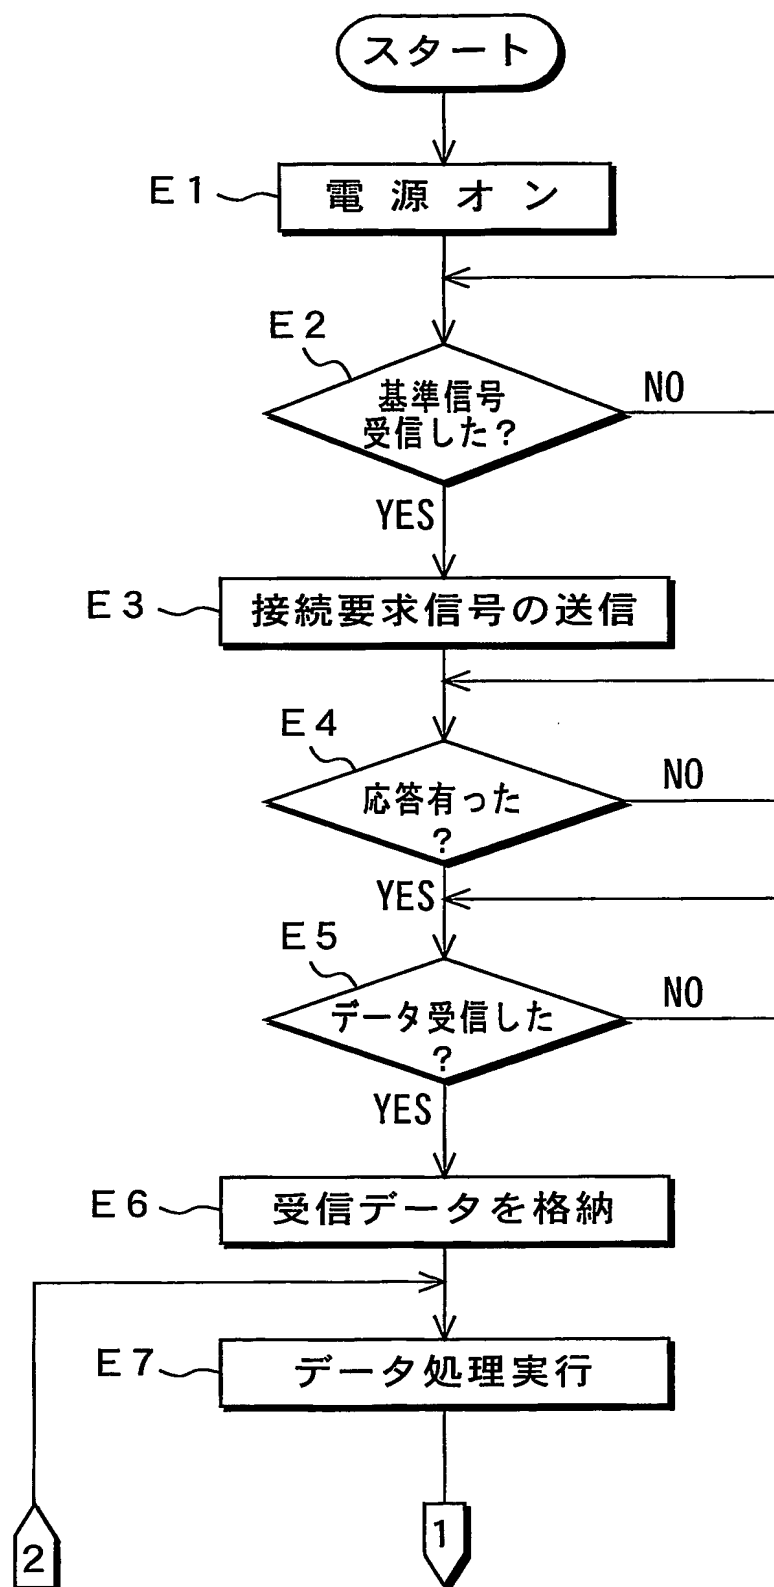 スタート
E1
電源オン
E2
基準信号
受信した?
NO
YES
E3
接続要求信号の送信
E4
応答有った
?
NO
YES
E5
データ受信した
?
NO
YES
E6
受信データを格納
E7
データ処理実行
2
1